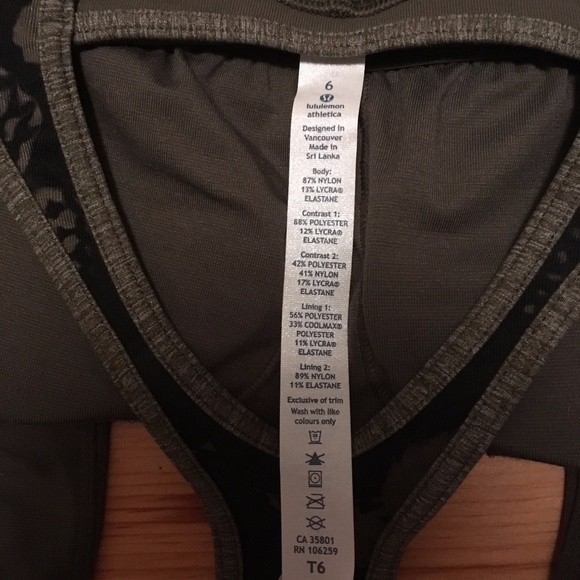 6
lululemon
athletica
Designed in
Vancouver
Made in
Sri Lanka
Body:
87% NYLON
13% LYCRA®
ELASTANE
Contrast 1:
88% POLYESTER
12% LYCRA®
ELASTANE
Contrast 2:
42% POLYESTER
41% NYLON
17% LYCRA®
ELASTANE
Lining 1:
56% POLYESTER
33% COOLMAX®
POLYESTER
11% LYCRA®
ELASTANE
Lining 2:
89% NYLON
11% ELASTANE
Exclusive of trim
Wash with like
colours only
CA 35801
RN 106259
T6